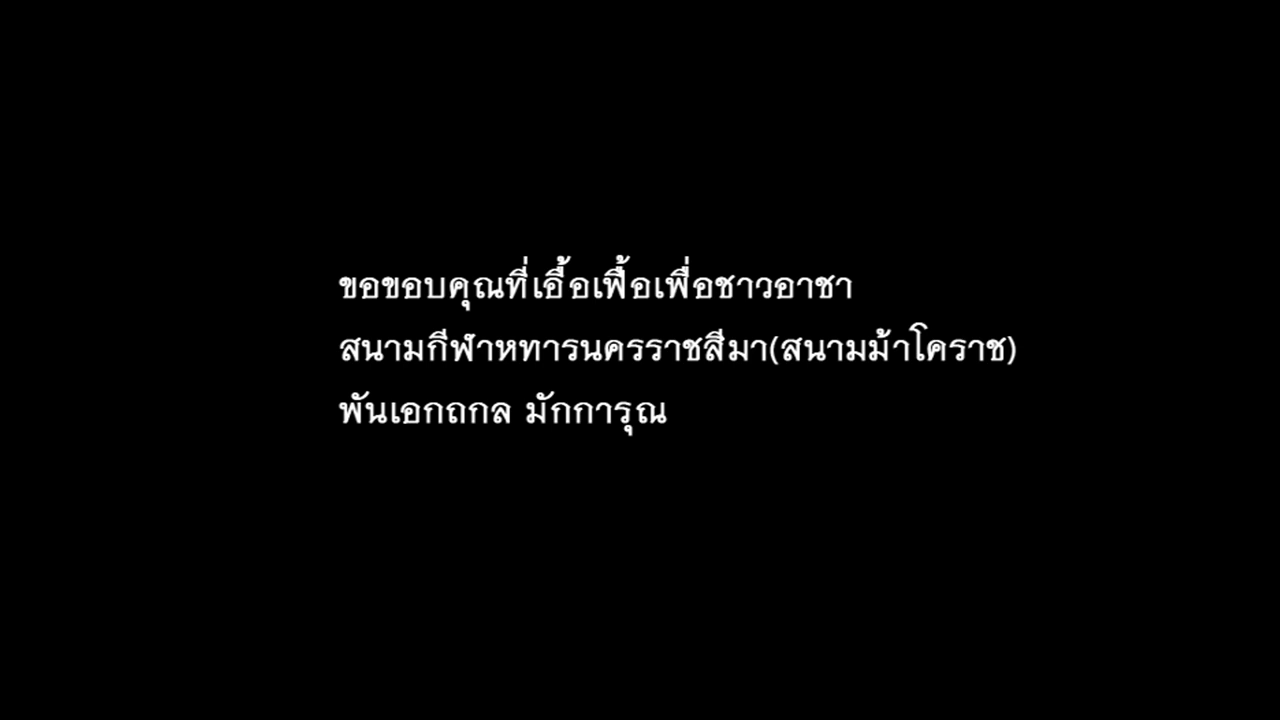 ขอขอบคุณที่เอื้อเฟื้อเพื่อชาวอาชา
สนามกีฬาหทารนครราชสีมา(สนามม้าโคราช)
พันเอกถกล มักการุณ